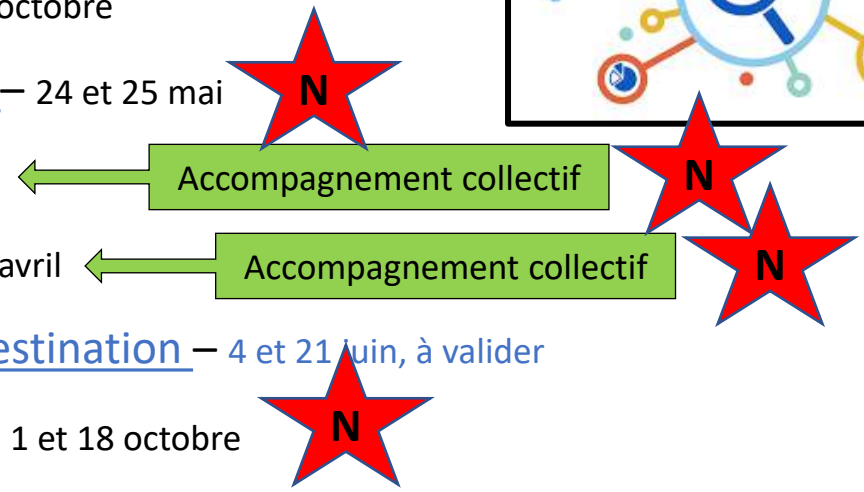 octobre
– 24 et 25 mai N
Accompagnement collectif N
avril Accompagnement collectif N
estination – 4 et 21 juin, à valider
1 et 18 octobre N